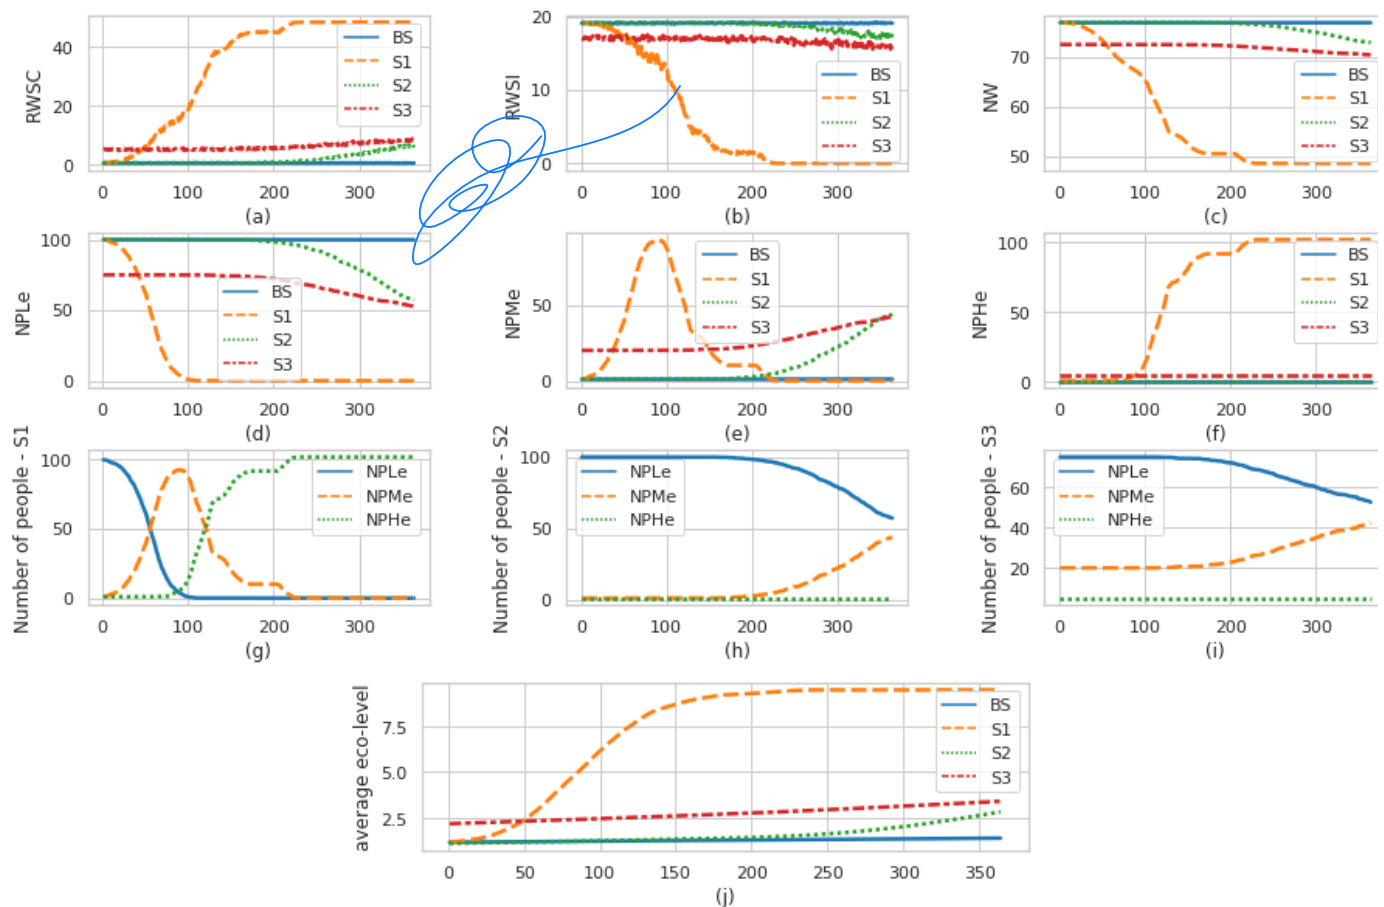 RWSC
40
20
0
0 100 200 300
BS
S1
S2
S3
(a)
RWSI
20
10
0
0 100 200 300
BS
S1
S2
S3
(b)
NW
70
60
50
0 100 200 300
BS
S1
S2
S3
(c)
NPLe
100
50
0
0 100 200 300
BS
S1
S2
S3
(d)
NPMe
50
0
0 100 200 300
BS
S1
S2
S3
(e)
NPHe
100
50
0
0 100 200 300
BS
S1
S2
S3
(f)
Number of people - S1
100
50
0
0 100 200 300
NPLe
NPMe
NPHe
(g)
Number of people - S2
100
50
0
0 100 200 300
NPLe
NPMe
NPHe
(h)
Number of people - S3
60
40
20
0 100 200 300
NPLe
NPMe
NPHe
(i)
average eco-level
7.5
5.0
2.5
0 50 100 150 200 250 300 350
BS
S1
S2
S3
(j)